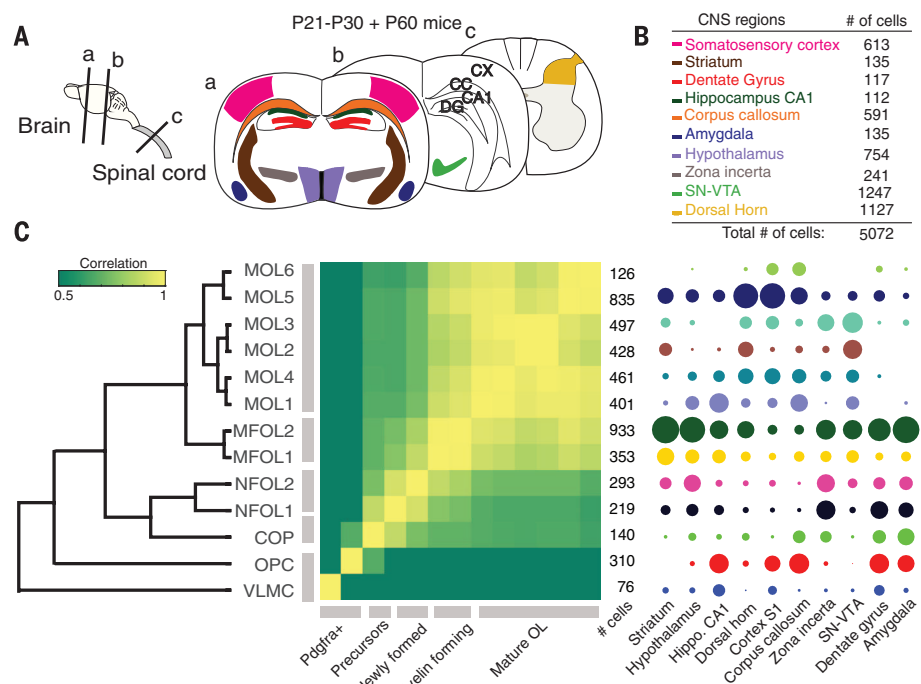 A
P21-P30 + P60 mice
a
b
c
Brain
Spinal cord
a
b
c
CX
CC
CA1
DG
B
CNS regions # of cells
Somatosensory cortex 613
Striatum 135
Dentate Gyrus 117
Hippocampus CA1 112
Corpus callosum 591
Amygdala 135
Hypothalamus 754
Zona incerta 241
SN-VTA 1247
Dorsal Horn 1127
Total # of cells: 5072
C
Correlation
0.5 1
MOL6 126
MOL5 835
MOL3 497
MOL2 428
MOL4 461
MOL1 401
MFOL2 933
MFOL1 353
NFOL2 293
NFOL1 219
COP 140
OPC 310
VLMC 76
Pdgfra+
Precursors
ewly formed
elin forming
Mature OL
# cells
Striatum
Hypothalamus
Hippo. CA1
Dorsal horn
Cortex S1
Corpus callosum
Zona incerta
SN-VTA
Dentate gyrus
Amygdala